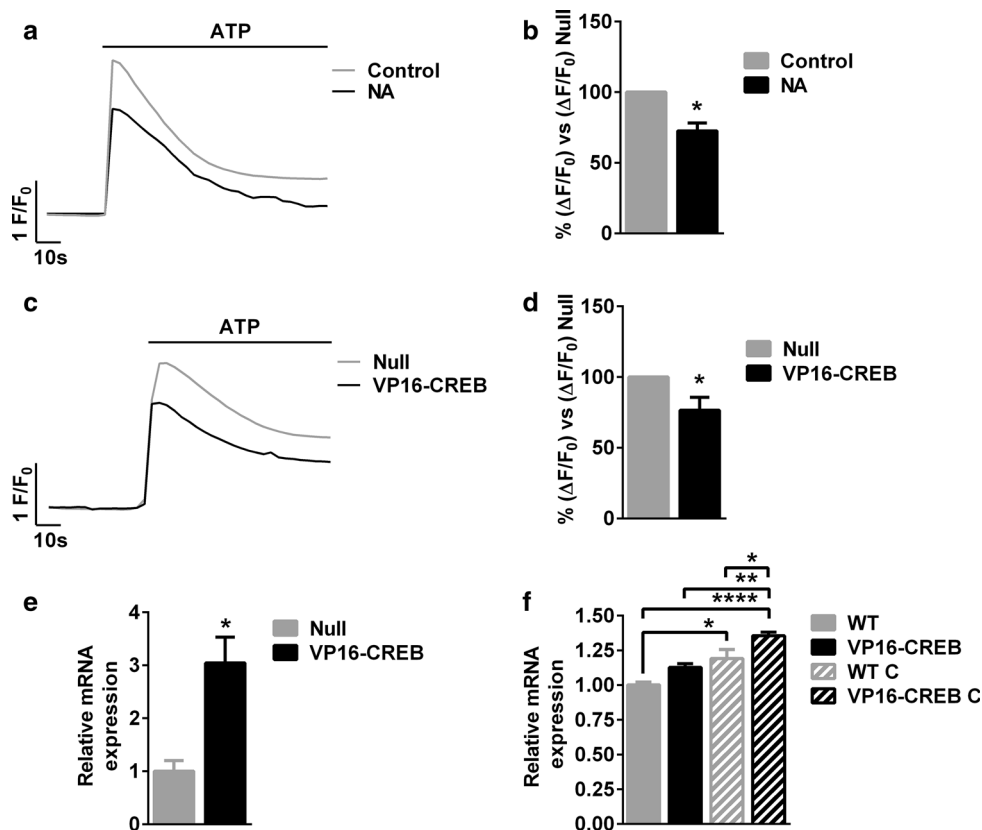 a
ATP
Control
NA
1 F/F₀
10s
b
% (ΔF/F₀) vs (ΔF/F₀) Null
150
100
50
0
*
Control
NA
c
ATP
Null
VP16-CREB
1 F/F₀
10s
d
% (ΔF/F₀) vs (ΔF/F₀) Null
150
100
50
0
*
Null
VP16-CREB
e
Relative mRNA
expression
4
3
2
1
0
*
Null
VP16-CREB
f
Relative mRNA
expression
1.50
1.25
1.00
0.75
0.50
0.25
0.00
*
**
****
*
WT
VP16-CREB
WT C
VP16-CREB C